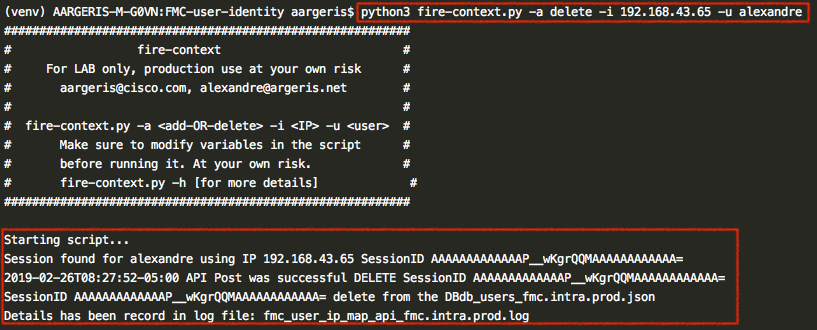 (venv) AARGERIS-M-G0VN:FMC-user-identity aargeris$ python3 fire-context.py -a delete -i 192.168.43.65 -u alexandre
##########################################################
# fire-context #
# For LAB only, production use at your own risk #
# aargeris@cisco.com, alexandre@argeris.net #
# #
# fire-context.py -a <add-OR-delete> -i <IP> -u <user> #
# Make sure to modify variables in the script #
# before running it. At your own risk. #
# fire-context.py -h [for more details] #
##########################################################
Starting script...
Session found for alexandre using IP 192.168.43.65 SessionID AAAAAAAAAAAAAP__wKgrQQMAAAAAAAAAAAA=
2019-02-26T08:27:52-05:00 API Post was successful DELETE SessionID AAAAAAAAAAAAAP__wKgrQQMAAAAAAAAAAAA=
SessionID AAAAAAAAAAAAAP__wKgrQQMAAAAAAAAAAAA= delete from the DBdb_users_fmc.intra.prod.json
Details has been record in log file: fmc_user_ip_map_api_fmc.intra.prod.log